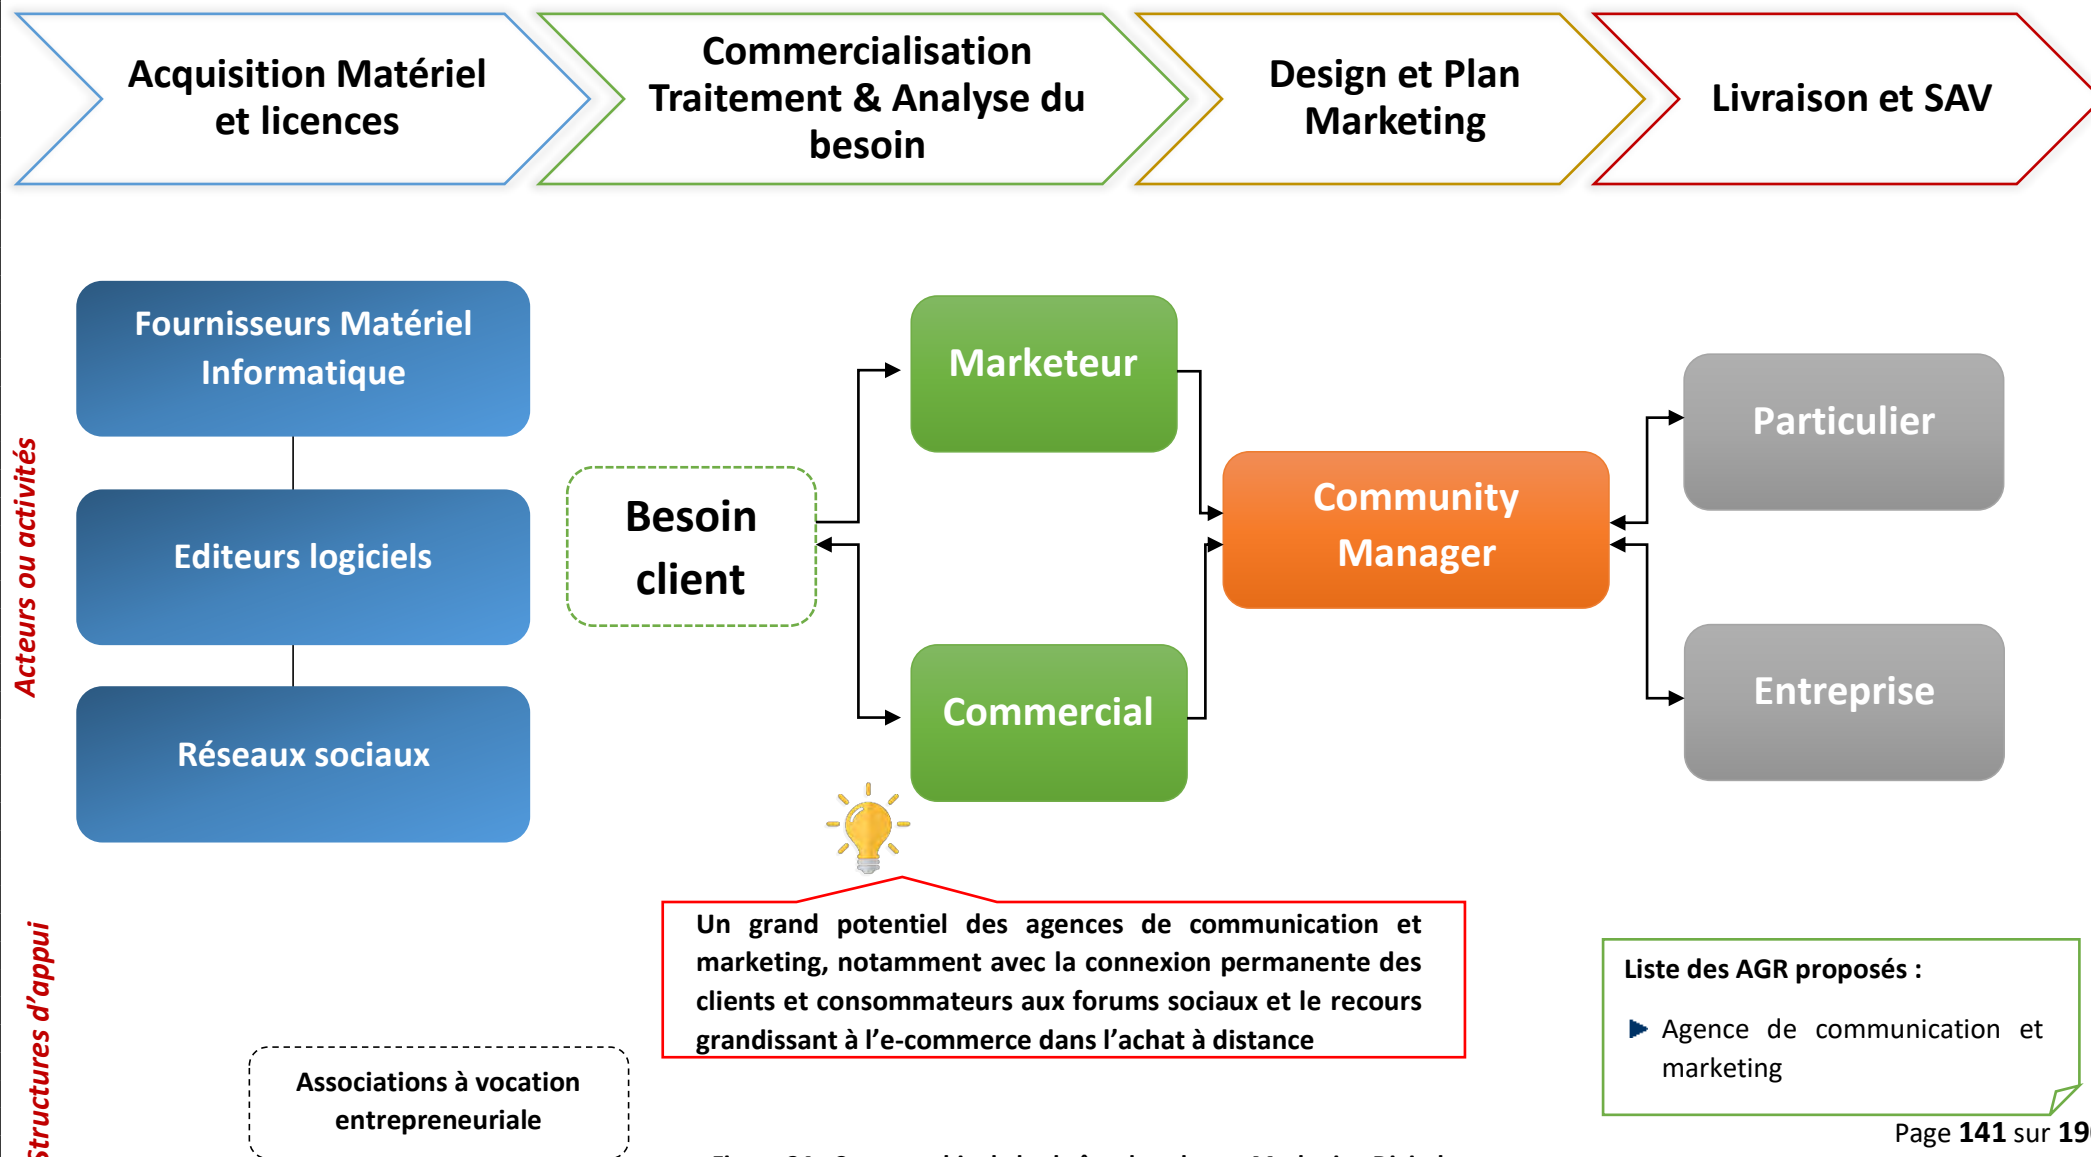 Acquisition Matériel
et licences
Commercialisation
Traitement & Analyse du
besoin
Design et Plan
Marketing
Livraison et SAV
Acteurs ou activités
Fournisseurs Matériel
Informatique
Editeurs logiciels
Réseaux sociaux
Besoin
client
Marketeur
Commercial
Community
Manager
Particulier
Entreprise
Un grand potentiel des agences de communication et
marketing, notamment avec la connexion permanente des
clients et consommateurs aux forums sociaux et le recours
grandissant à l’e-commerce dans l’achat à distance
Liste des AGR proposés :
Agence de communication et
marketing
Structures d’appui
Associations à vocation
entrepreneuriale
Page 141 sur